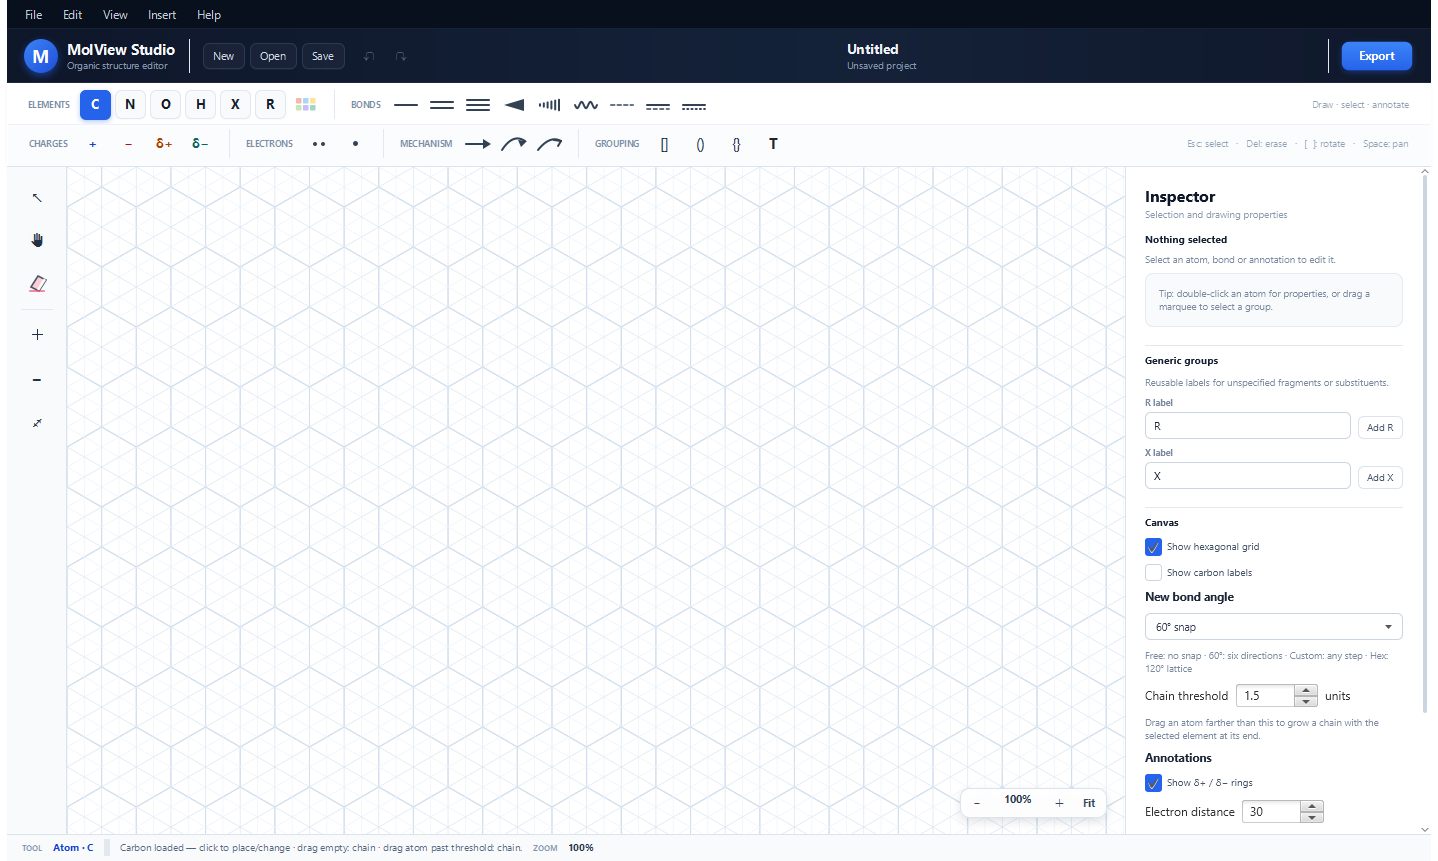 File Edit View Insert Help
M MolView Studio
Organic structure editor
New Open Save
Untitled
Unsaved project
Export
ELEMENTS C N O H X R BONDS
Draw · select · annotate
CHARGES + − δ+ δ− ELECTRONS MECHANISM GROUPING [] () {} T
Esc: select · Del: erase · [ ]: rotate · Space: pan
Inspector
Selection and drawing properties
Nothing selected
Select an atom, bond or annotation to edit it.
Tip: double-click an atom for properties, or drag a
marquee to select a group.
Generic groups
Reusable labels for unspecified fragments or substituents.
R label
R Add R
X label
X Add X
Canvas
Show hexagonal grid
Show carbon labels
New bond angle
60° snap
Free: no snap · 60°: six directions · Custom: any step · Hex:
120° lattice
Chain threshold 1.5 units
Drag an atom farther than this to grow a chain with the
selected element at its end.
Annotations
Show δ+ / δ− rings
Electron distance 30
− 100% + Fit
TOOL Atom · C Carbon loaded — click to place/change · drag empty: chain · drag atom past threshold: chain. ZOOM 100%